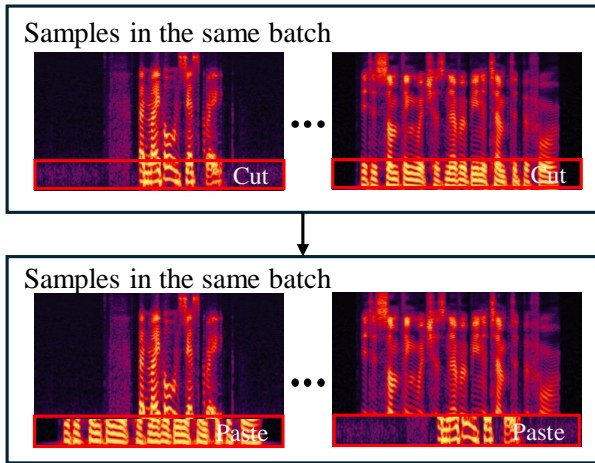 Samples in the same batch
Cut
Cut
Samples in the same batch
Paste
Paste